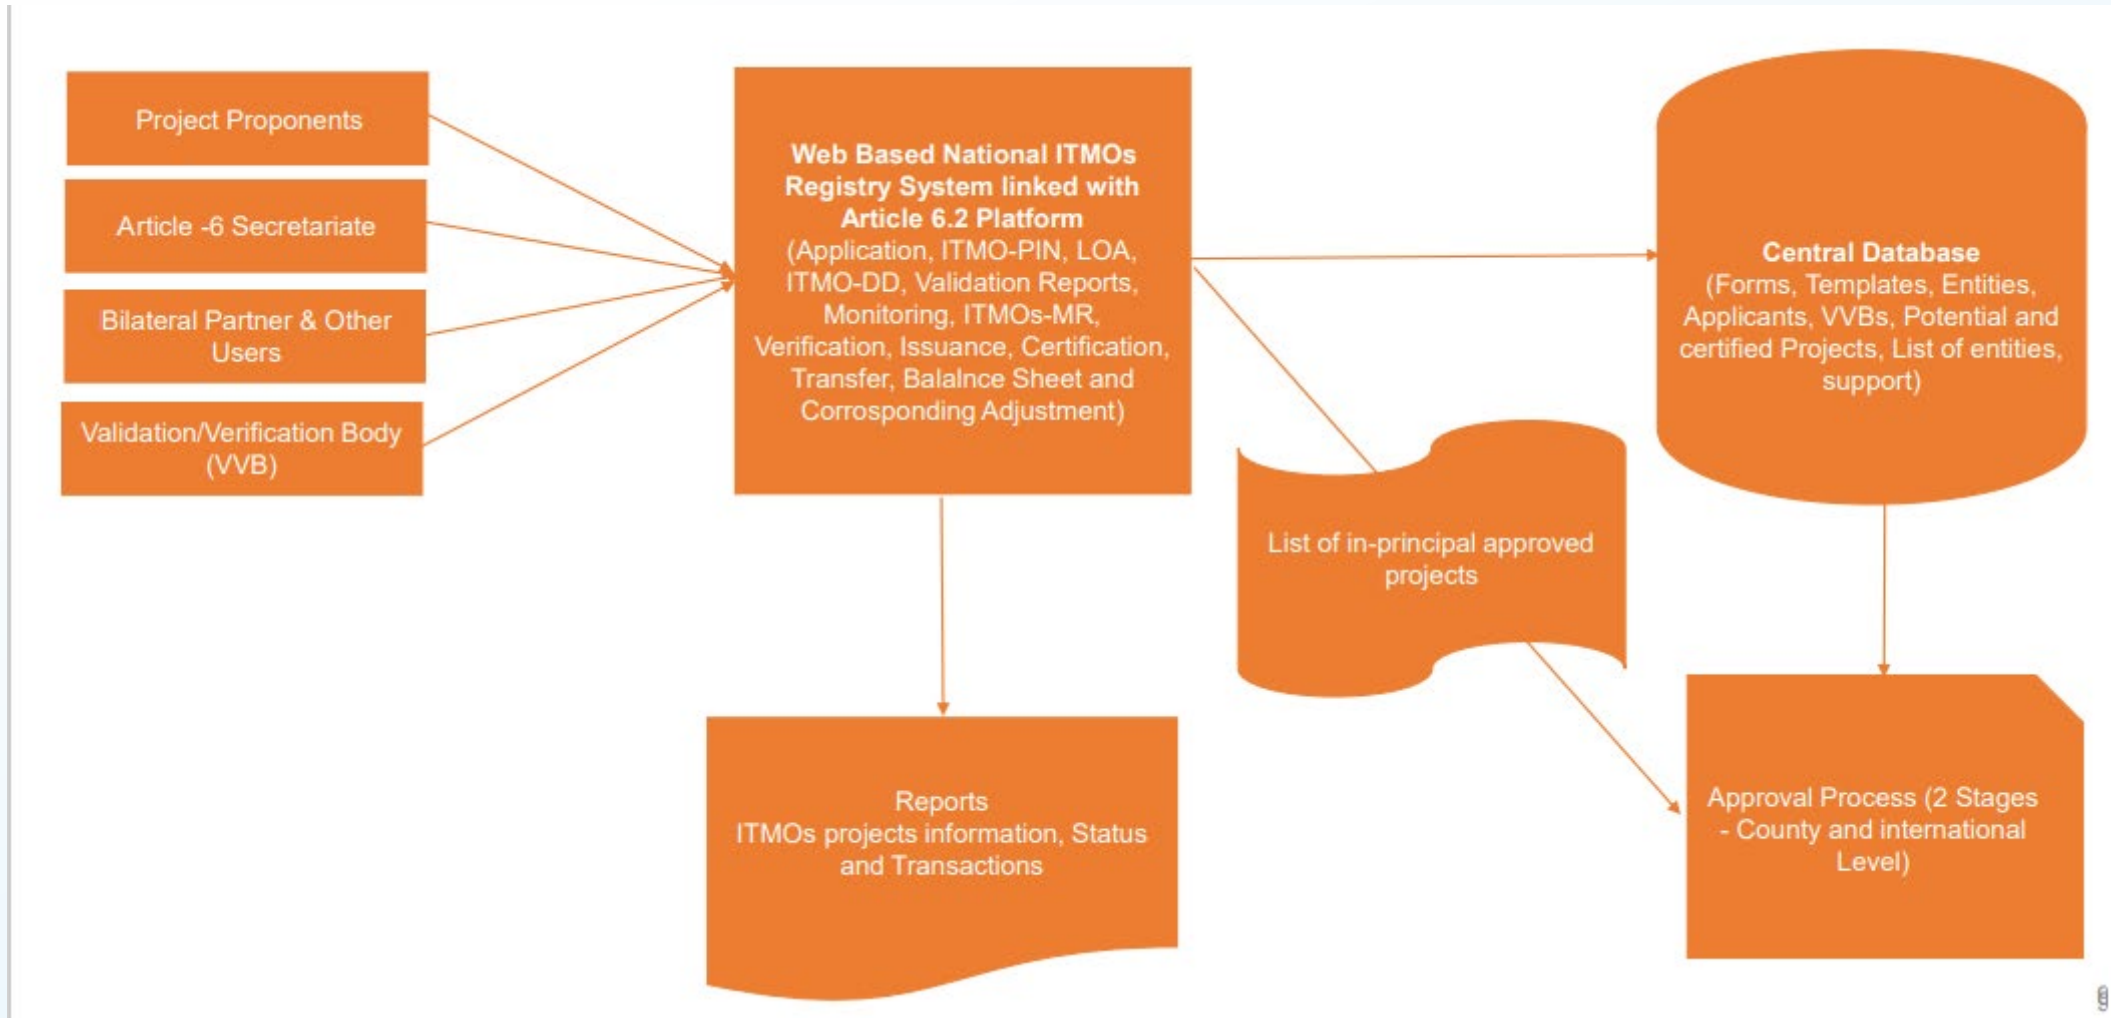 Project Proponents
Article -6 Secretariate
Bilateral Partner & Other
Users
Validation/Verification Body
(VVB)
Web Based National ITMOs
Registry System linked with
Article 6.2 Platform
(Application, ITMO-PIN, LOA,
ITMO-DD, Validation Reports,
Monitoring, ITMOs-MR,
Verification, Issuance, Certification,
Transfer, Balalnce Sheet and
Corrosponding Adjustment)
Central Database
(Forms, Templates, Entities,
Applicants, VVBs, Potential and
certified Projects, List of entities,
support)
List of in-principal approved
projects
Reports
ITMOs projects information, Status
and Transactions
Approval Process (2 Stages
- County and international
Level)